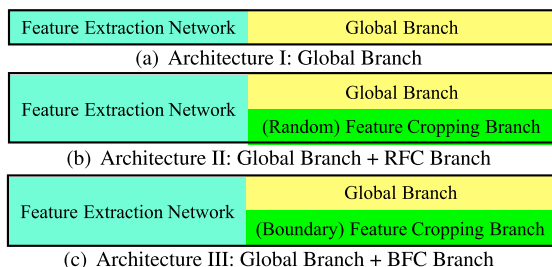 Feature Extraction Network Global Branch
(a) Architecture I: Global Branch
Global Branch
Feature Extraction Network
(Random) Feature Cropping Branch
(b) Architecture II: Global Branch + RFC Branch
Global Branch
Feature Extraction Network
(Boundary) Feature Cropping Branch
(c) Architecture III: Global Branch + BFC Branch